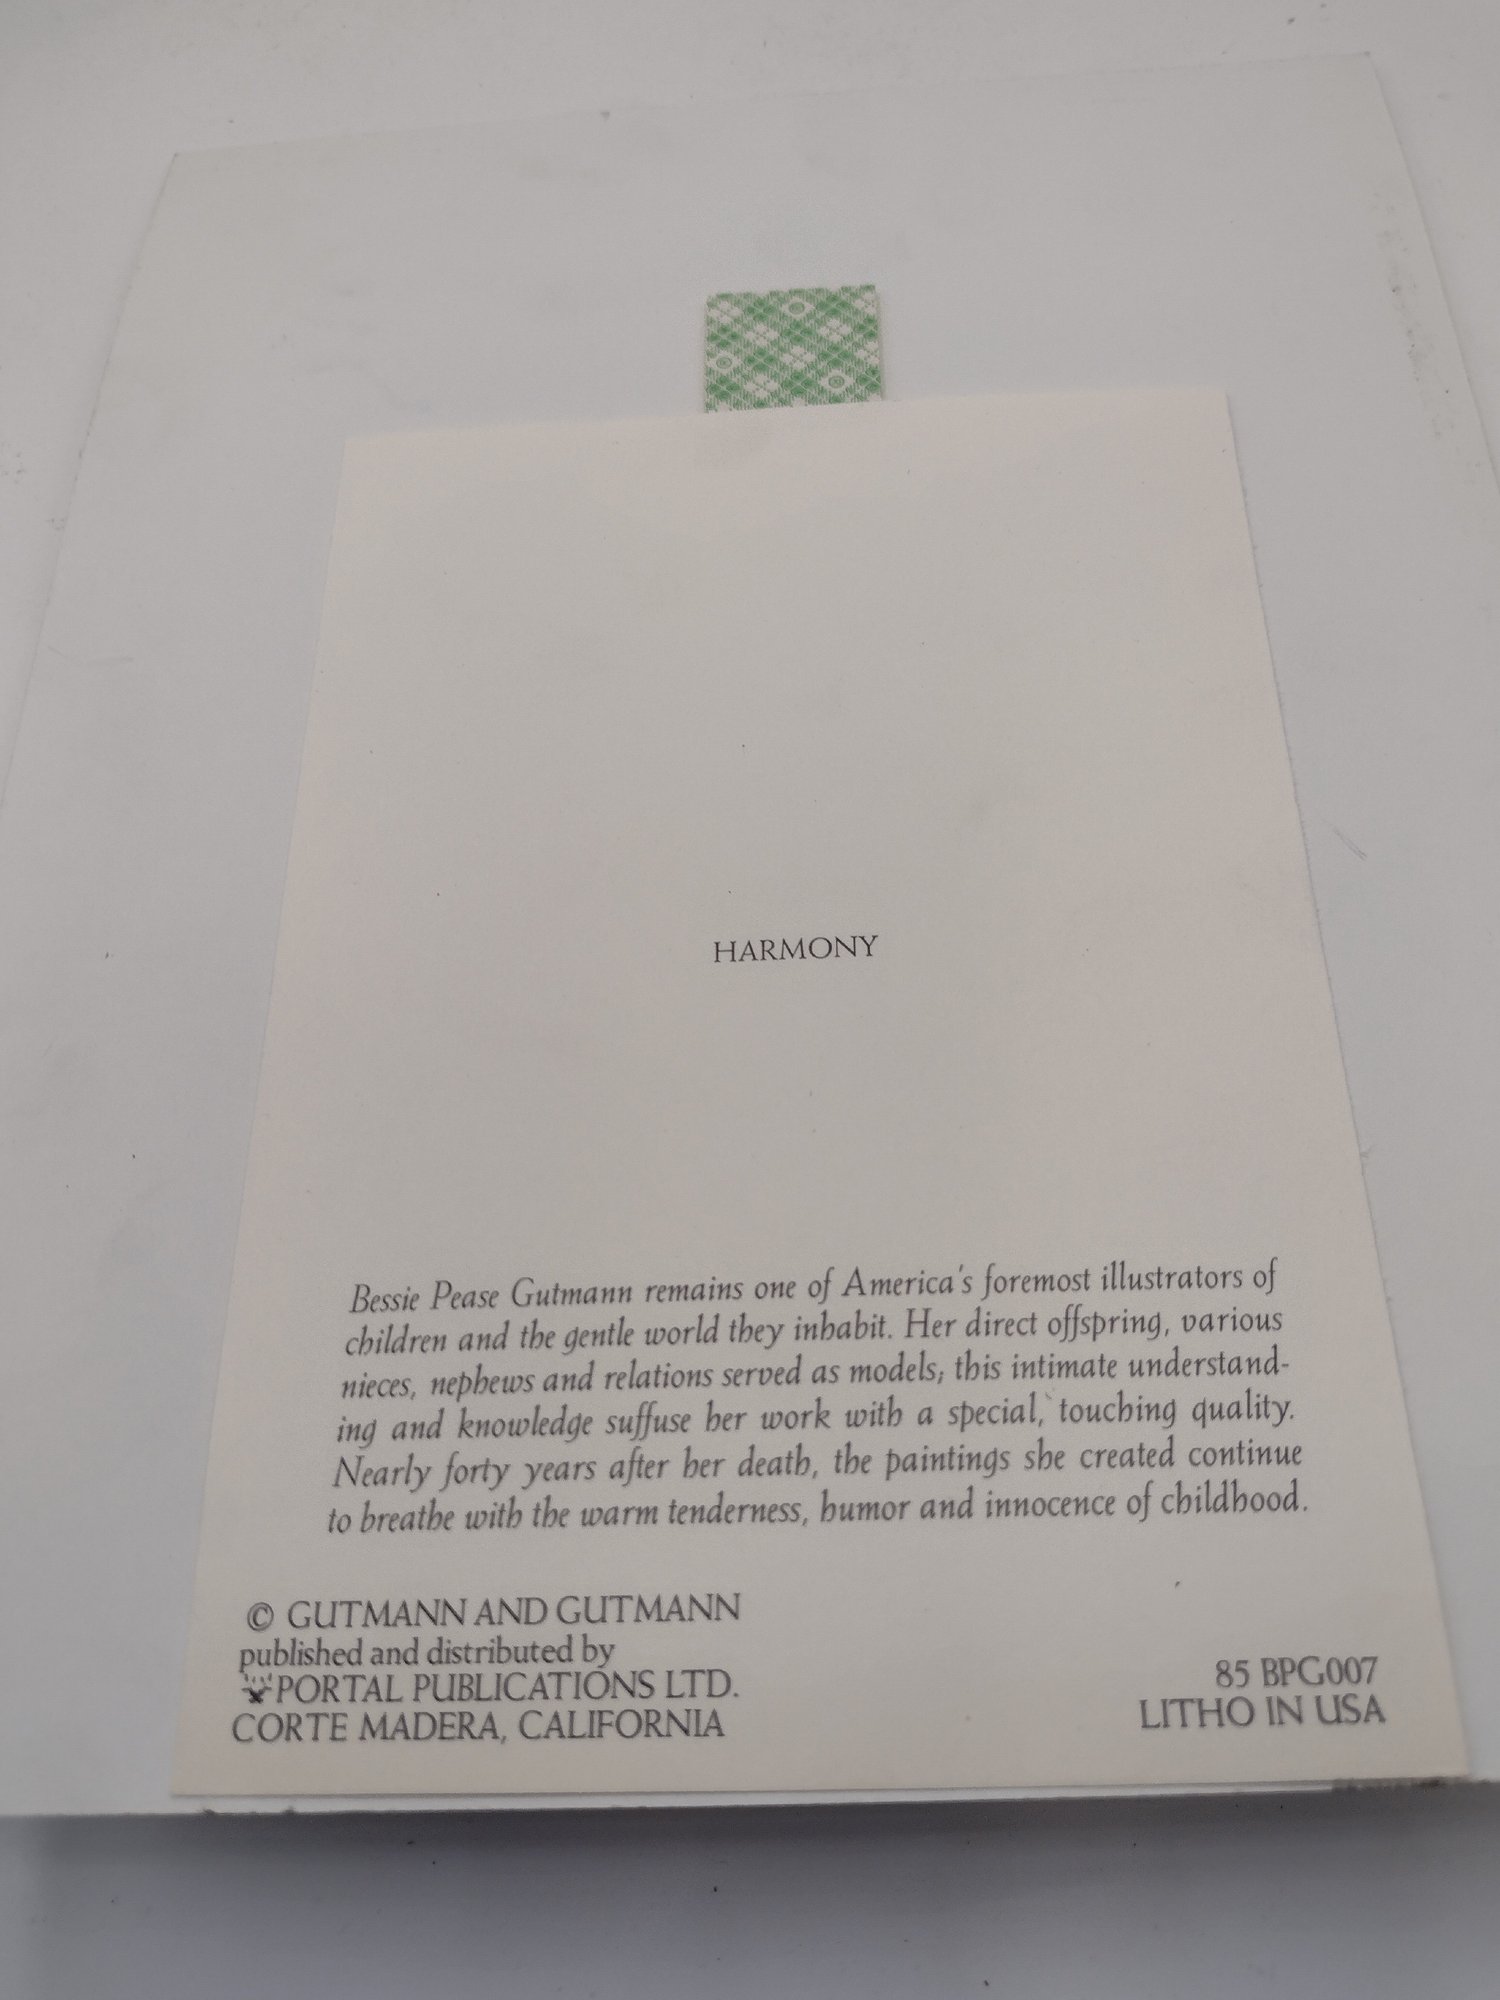 HARMONY
Bessie Pease Gutmann remains one of America's foremost illustrators of
children and the gentle world they inhabit. Her direct offspring, various
nieces, nephews and relations served as models; this intimate understand-
ing and knowledge suffuse her work with a special, touching quality.
Nearly forty years after her death, the paintings she created continue
to breathe with the warm tenderness, humor and innocence of childhood.
© GUTMANN AND GUTMANN
published and distributed by
PORTAL PUBLICATIONS LTD.
CORTE MADERA, CALIFORNIA
85 BPG007
LITHO IN USA